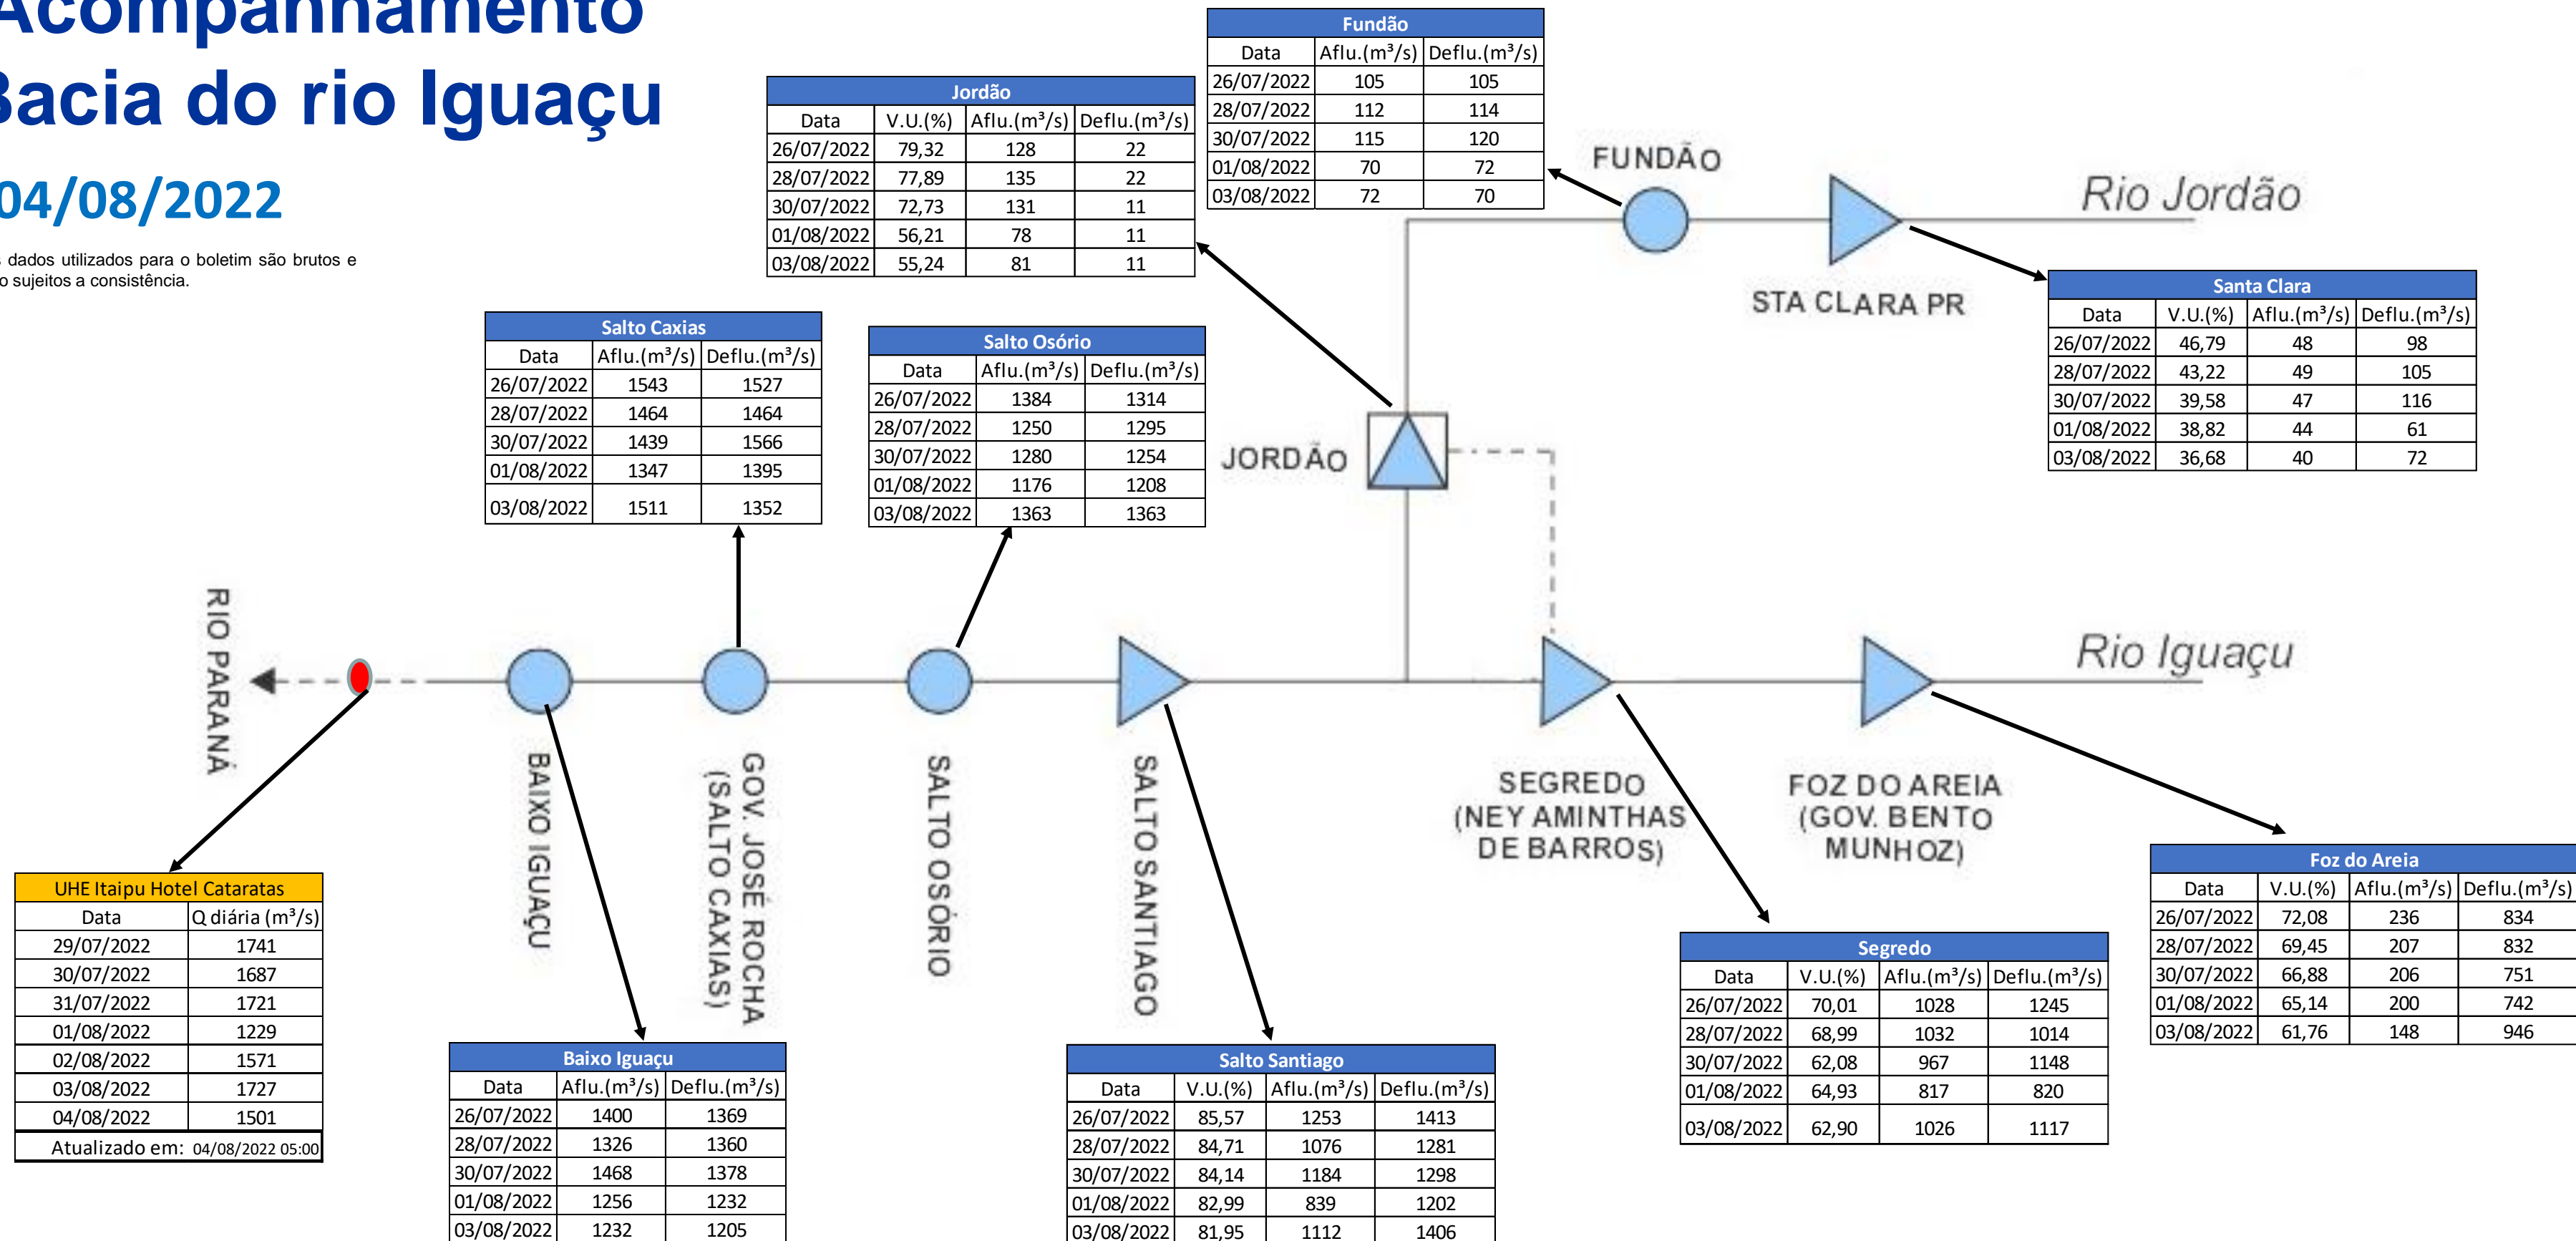 Acompanhamento
Bacia do rio Iguaçu
04/08/2022
s dados utilizados para o boletim são brutos e
o sujeitos a consistência.
Fundão
Data Aflu.(m³/s) Deflu.(m³/s)
26/07/2022 105 105
28/07/2022 112 114
30/07/2022 115 120
01/08/2022 70 72
03/08/2022 72 70
Jordão
Data V.U.(%) Aflu.(m³/s) Deflu.(m³/s)
26/07/2022 79,32 128 22
28/07/2022 77,89 135 22
30/07/2022 72,73 131 11
01/08/2022 56,21 78 11
03/08/2022 55,24 81 11
FUNDÃO
Rio Jordão
STA CLARA PR
Santa Clara
Data V.U.(%) Aflu.(m³/s) Deflu.(m³/s)
26/07/2022 46,79 48 98
28/07/2022 43,22 49 105
30/07/2022 39,58 47 116
01/08/2022 38,82 44 61
03/08/2022 36,68 40 72
Salto Caxias
Data Aflu.(m³/s) Deflu.(m³/s)
26/07/2022 1543 1527
28/07/2022 1464 1464
30/07/2022 1439 1566
01/08/2022 1347 1395
03/08/2022 1511 1352
Salto Osório
Data Aflu.(m³/s) Deflu.(m³/s)
26/07/2022 1384 1314
28/07/2022 1250 1295
30/07/2022 1280 1254
01/08/2022 1176 1208
03/08/2022 1363 1363
JORDÃO
RIO PARANÁ
Rio Iguaçu
BAIXO IGUAÇU
GOV. JOSÉ ROCHA
(SALTO CAXIAS)
SALTO OSÓRIO
SALTO SANTIAGO
SEGREDO
(NEY AMINTHAS
DE BARROS)
FOZ DO AREIA
(GOV. BENTO
MUNHOZ)
UHE Itaipu Hotel Cataratas
Data Q diária (m³/s)
29/07/2022 1741
30/07/2022 1687
31/07/2022 1721
01/08/2022 1229
02/08/2022 1571
03/08/2022 1727
04/08/2022 1501
Atualizado em: 04/08/2022 05:00
Baixo Iguaçu
Data Aflu.(m³/s) Deflu.(m³/s)
26/07/2022 1400 1369
28/07/2022 1326 1360
30/07/2022 1468 1378
01/08/2022 1256 1232
03/08/2022 1232 1205
Salto Santiago
Data V.U.(%) Aflu.(m³/s) Deflu.(m³/s)
26/07/2022 85,57 1253 1413
28/07/2022 84,71 1076 1281
30/07/2022 84,14 1184 1298
01/08/2022 82,99 839 1202
03/08/2022 81,95 1112 1406
Segredo
Data V.U.(%) Aflu.(m³/s) Deflu.(m³/s)
26/07/2022 70,01 1028 1245
28/07/2022 68,99 1032 1014
30/07/2022 62,08 967 1148
01/08/2022 64,93 817 820
03/08/2022 62,90 1026 1117
Foz do Areia
Data V.U.(%) Aflu.(m³/s) Deflu.(m³/s)
26/07/2022 72,08 236 834
28/07/2022 69,45 207 832
30/07/2022 66,88 206 751
01/08/2022 65,14 200 742
03/08/2022 61,76 148 946